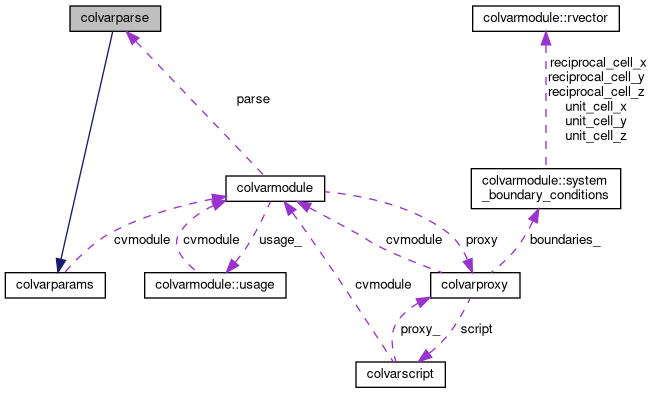 colvarparse
colvarmodule::rvector
reciprocal_cell_x
reciprocal_cell_y
reciprocal_cell_z
unit_cell_x
unit_cell_y
unit_cell_z
parse
colvarmodule
colvarmodule::system
_boundary_conditions
cvmodule
cvmodule
usage_
cvmodule
proxy
boundaries_
colvarparams
colvarmodule::usage
cvmodule
colvarproxy
proxy_
script
colvarscript